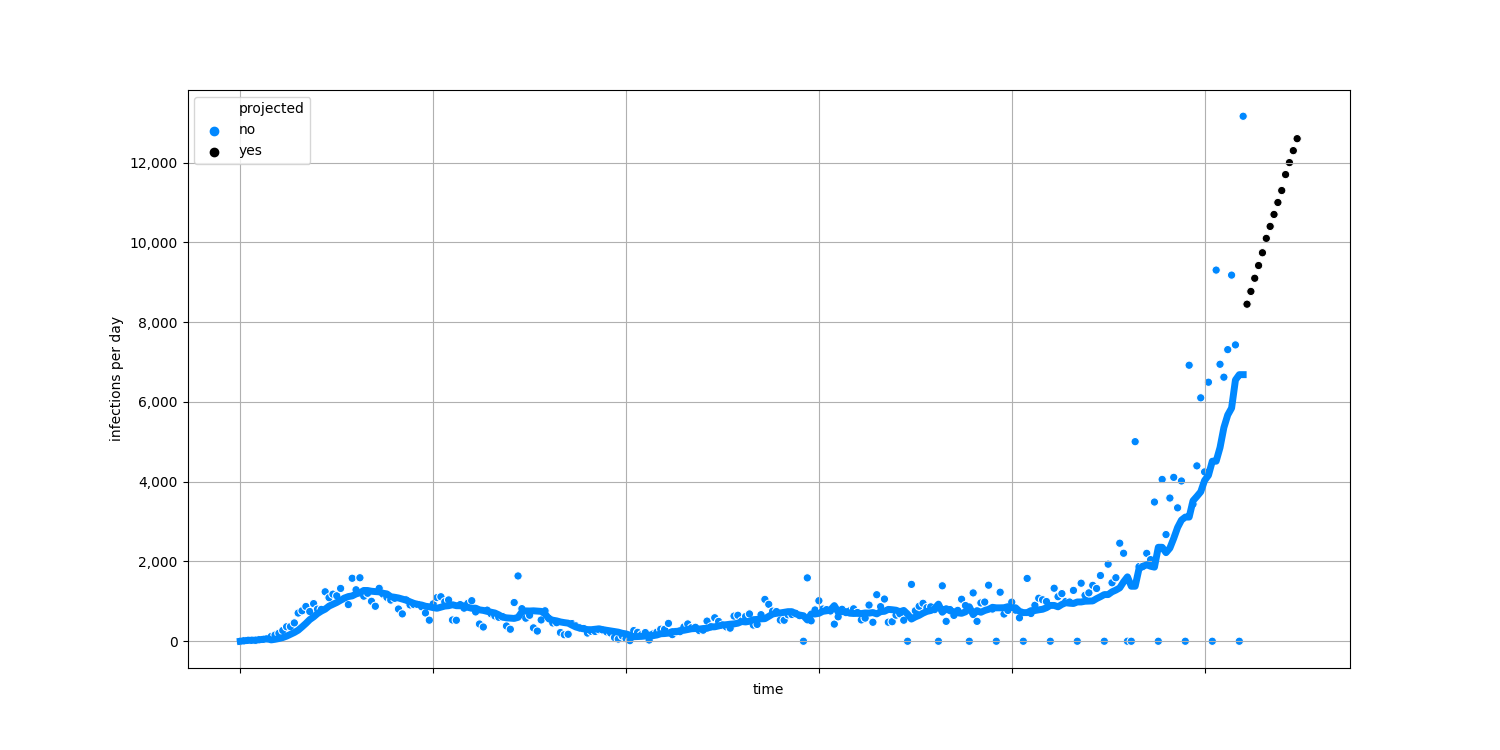 projected
no
yes
12,000
10,000
8,000
6,000
4,000
2,000
0
infections per day
time